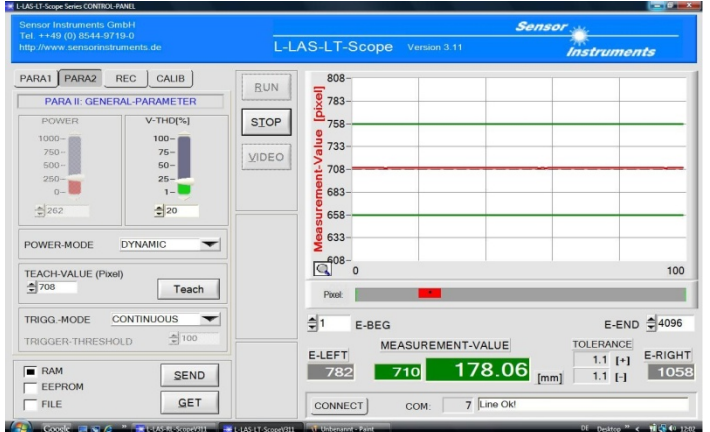 L-LAS-LT-Scope Series CONTROL-PANEL
Sensor Instruments GmbH
Tel. ++49 (0) 8544-9719-0
http://www.sensorinstruments.de
L-LAS-LT-Scope Version 3.11
Sensor Instruments
PARA1 PARA2 REC CALIB
PARA II: GENERAL-PARAMETER
POWER V-THD[%]
1000 100
750 75
500 50
250 25
0 1
262 20
POWER-MODE DYNAMIC
TEACH-VALUE (Pixel)
708 Teach
TRIGG.-MODE CONTINUOUS
TRIGGER-THRESHOLD 100
RAM
EEPROM
FILE
SEND
GET
RUN
STOP
VIDEO
Measurement-Value [pixel]
808
783
758
733
708
683
658
633
608
0 100
Pixel:
1 E-BEG E-END 4096
MEASUREMENT-VALUE TOLERANCE
E-LEFT 1.1 [+] E-RIGHT
782 710 178.06 [mm] 1.1 [-] 1058
CONNECT COM: 7 Line Ok!
Google " L-LAS-RL-ScopeV311 L-LAS-LT-ScopeV311 Unbenannt - Paint DE Desktop " < 12:02